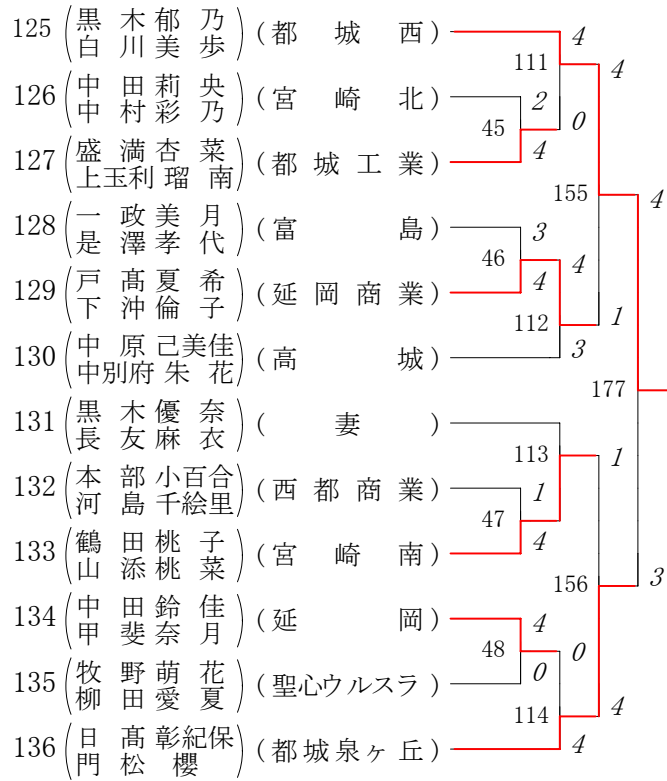 125 黒木郁乃 白川美歩 (都城西) 4
111 4
126 中田莉央 中村彩乃 (宮崎北) 2 0
45
127 盛満杏菜 上玉利瑠南 (都城工業) 4
155 4
128 一政美月 是澤孝代 (富島) 3
46 4
129 戸髙夏希 下沖倫子 (延岡商業) 4
112 1
130 中原己美佳 中別府朱花 (高城) 3
177
131 黒木優奈 長友麻衣 (妻)
113 1
132 本部小百合 河島千絵里 (西都商業) 1
47
133 鶴田桃子 山添桃菜 (宮崎南) 4
156 3
134 中田鈴佳 甲斐奈月 (延岡) 4
48 0
135 牧野萌花 柳田愛夏 (聖心ウルスラ) 0
114 4
136 日髙彰紀保 門松櫻 (都城泉ヶ丘) 4